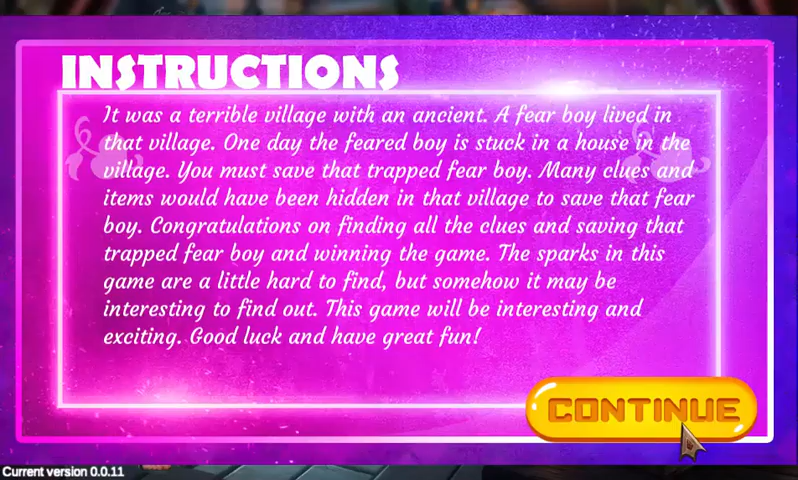 INSTRUCTIONS
It was a terrible village with an ancient. A fear boy lived in
that village. One day the feared boy is stuck in a house in the
village. You must save that trapped fear boy. Many clues and
items would have been hidden in that village to save that fear
boy. Congratulations on finding all the clues and saving that
trapped fear boy and winning the game. The sparks in this
game are a little hard to find, but somehow it may be
interesting to find out. This game will be interesting and
exciting. Good luck and have great fun!
CONTINUE
Current version 0.0.11